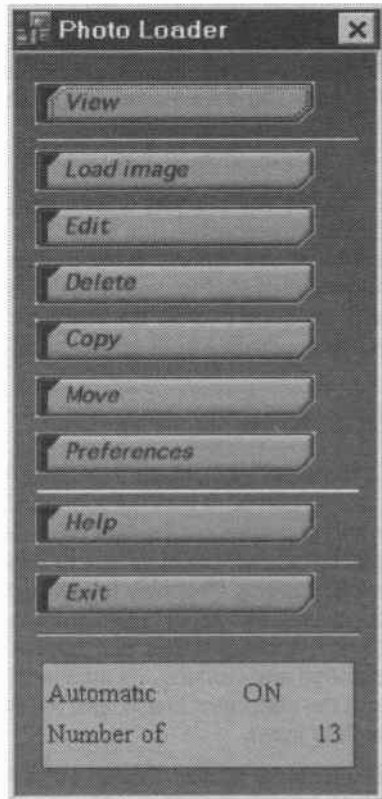 Photo Loader
View
Load image
Edit
Delete
Copy
Move
Preferences
Help
Exit
Automatic ON
Number of 13